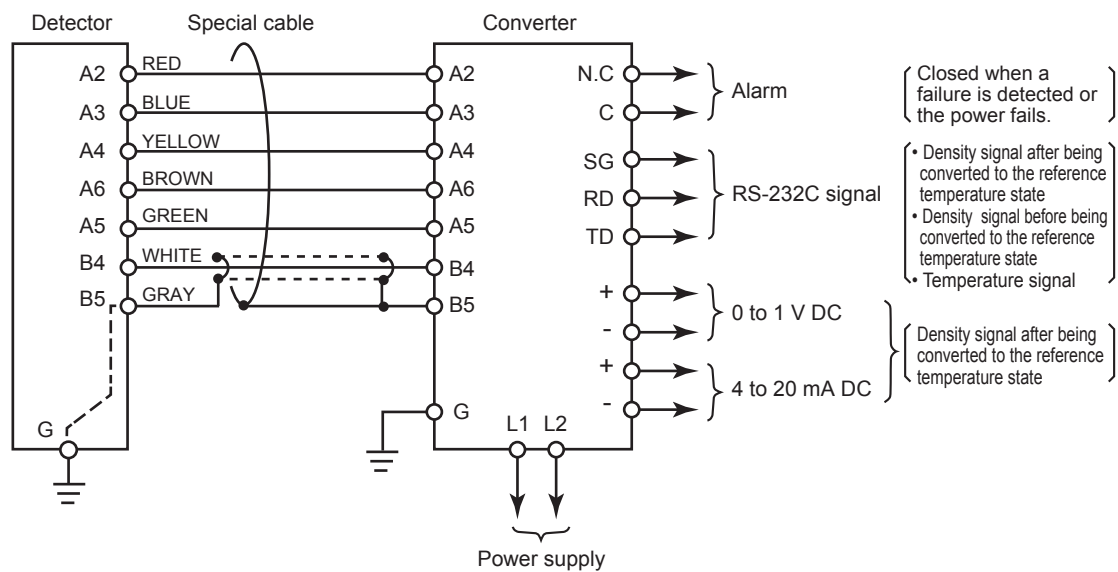 Detector
Special cable
Converter
A2
RED
A2
A3
BLUE
A3
A4
YELLOW
A4
A6
BROWN
A6
A5
GREEN
A5
B4
WHITE
B4
B5
GRAY
B5
G
G
N.C
C
Alarm
Closed when a
failure is detected or
the power fails.
SG
RD
TD
RS-232C signal
• Density signal after being
converted to the reference
temperature state
• Density signal before being
converted to the reference
temperature state
• Temperature signal
+
-
0 to 1 V DC
+
-
4 to 20 mA DC
Density signal after being
converted to the reference
temperature state
L1 L2
Power supply